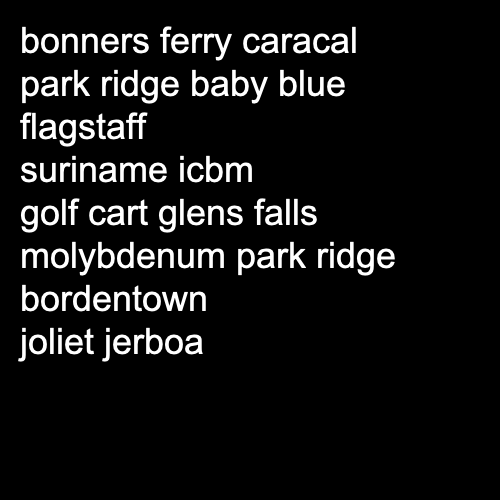 bonners ferry caracal
park ridge baby blue
flagstaff
suriname icbm
golf cart glens falls
molybdenum park ridge
bordentown
joliet jerboa